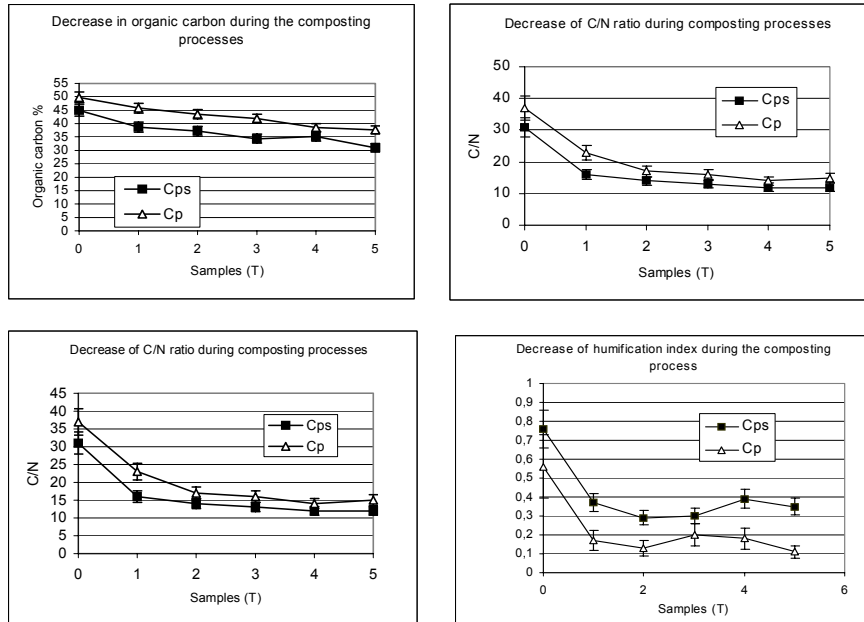 Decrease in organic carbon during the composting
processes
55
50
45
40
35
30
25
20
15
10
5
0
Organic carbon %
Cps
Cp
0 1 2 3 4 5
Samples (T)
Decrease of C/N ratio during composting processes
50
40
30
20
10
0
C/N
Cps
Cp
0 1 2 3 4 5
Samples (T)
Decrease of C/N ratio during composting processes
45
40
35
30
25
20
15
10
5
0
C/N
Cps
Cp
0 1 2 3 4 5
Samples (T)
Decrease of humification index during the composting
process
1
0,9
0,8
0,7
0,6
0,5
0,4
0,3
0,2
0,1
0
Cps
Cp
0 2 4 6
Samples (T)